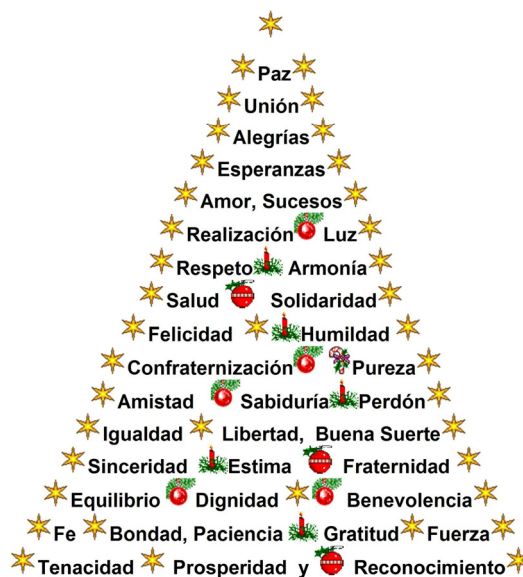 Paz
Unión
Alegrías
Esperanzas
Amor, Sucesos
Realización Luz
Respeto Armonía
Salud Solidaridad
Felicidad Humildad
Confraternización Pureza
Amistad Sabiduría Perdón
Igualdad Libertad, Buena Suerte
Sinceridad Estima Fraternidad
Equilibrio Dignidad Benevolencia
Fe Bondad, Paciencia Gratitud Fuerza
Tenacidad Prosperidad y Reconocimiento